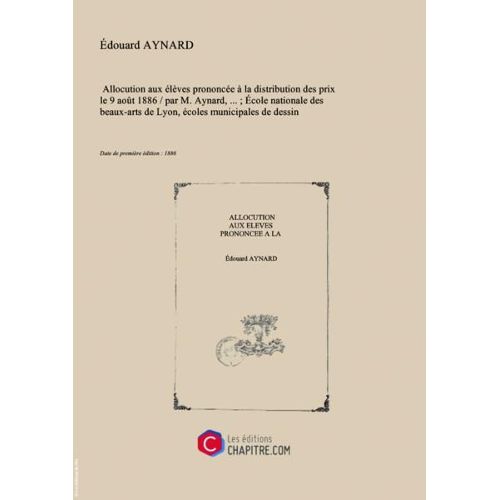 Édouard AYNARD
Allocution aux élèves prononcée à la distribution des prix
le 9 août 1886 / par M. Aynard, ... ; École nationale des
beaux-arts de Lyon, écoles municipales de dessin
Date de première édition : 1886
ALLOCUTION
AUX ELEVES
PRONONCEE A LA
Édouard AYNARD
C
Les éditions
CHAPITRE.COM